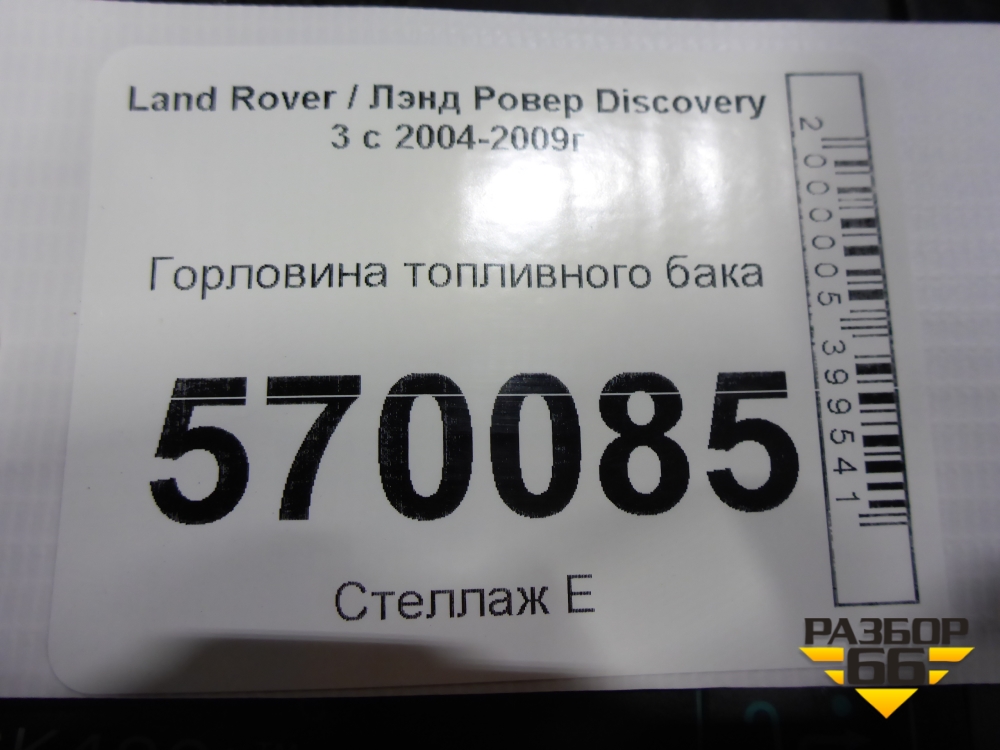 Land Rover / Лэнд Ровер Discovery
3 с 2004-2009г
Горловина топливного бака
570085
Стеллаж Е
2000005399541
РАЗБОР
66